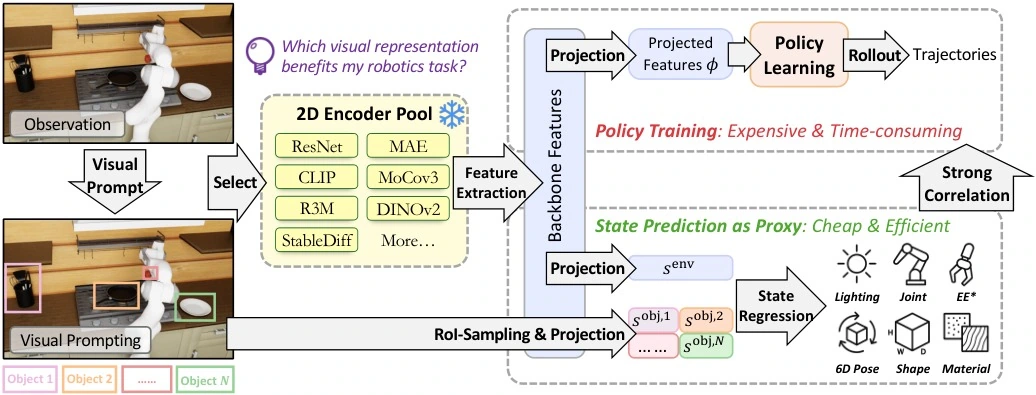 Observation
Visual
Prompt
Visual Prompting
Object 1
Object 2
......
Object N
Which visual representation
benefits my robotics task?
Select
2D Encoder Pool
ResNet
MAE
CLIP
MoCov3
R3M
DINOv2
StableDiff
More…
Feature
Extraction
Backbone Features
Projection
Projected
Features ϕ
Policy
Learning
Rollout
Trajectories
Policy Training: Expensive & Time-consuming
Strong
Correlation
State Prediction as Proxy: Cheap & Efficient
Projection
s^env
RoI-Sampling & Projection
s^obj,1
s^obj,2
... ...
s^obj,N
State
Regression
Lighting
Joint
EE*
H
W
D
6D Pose
Shape
Material